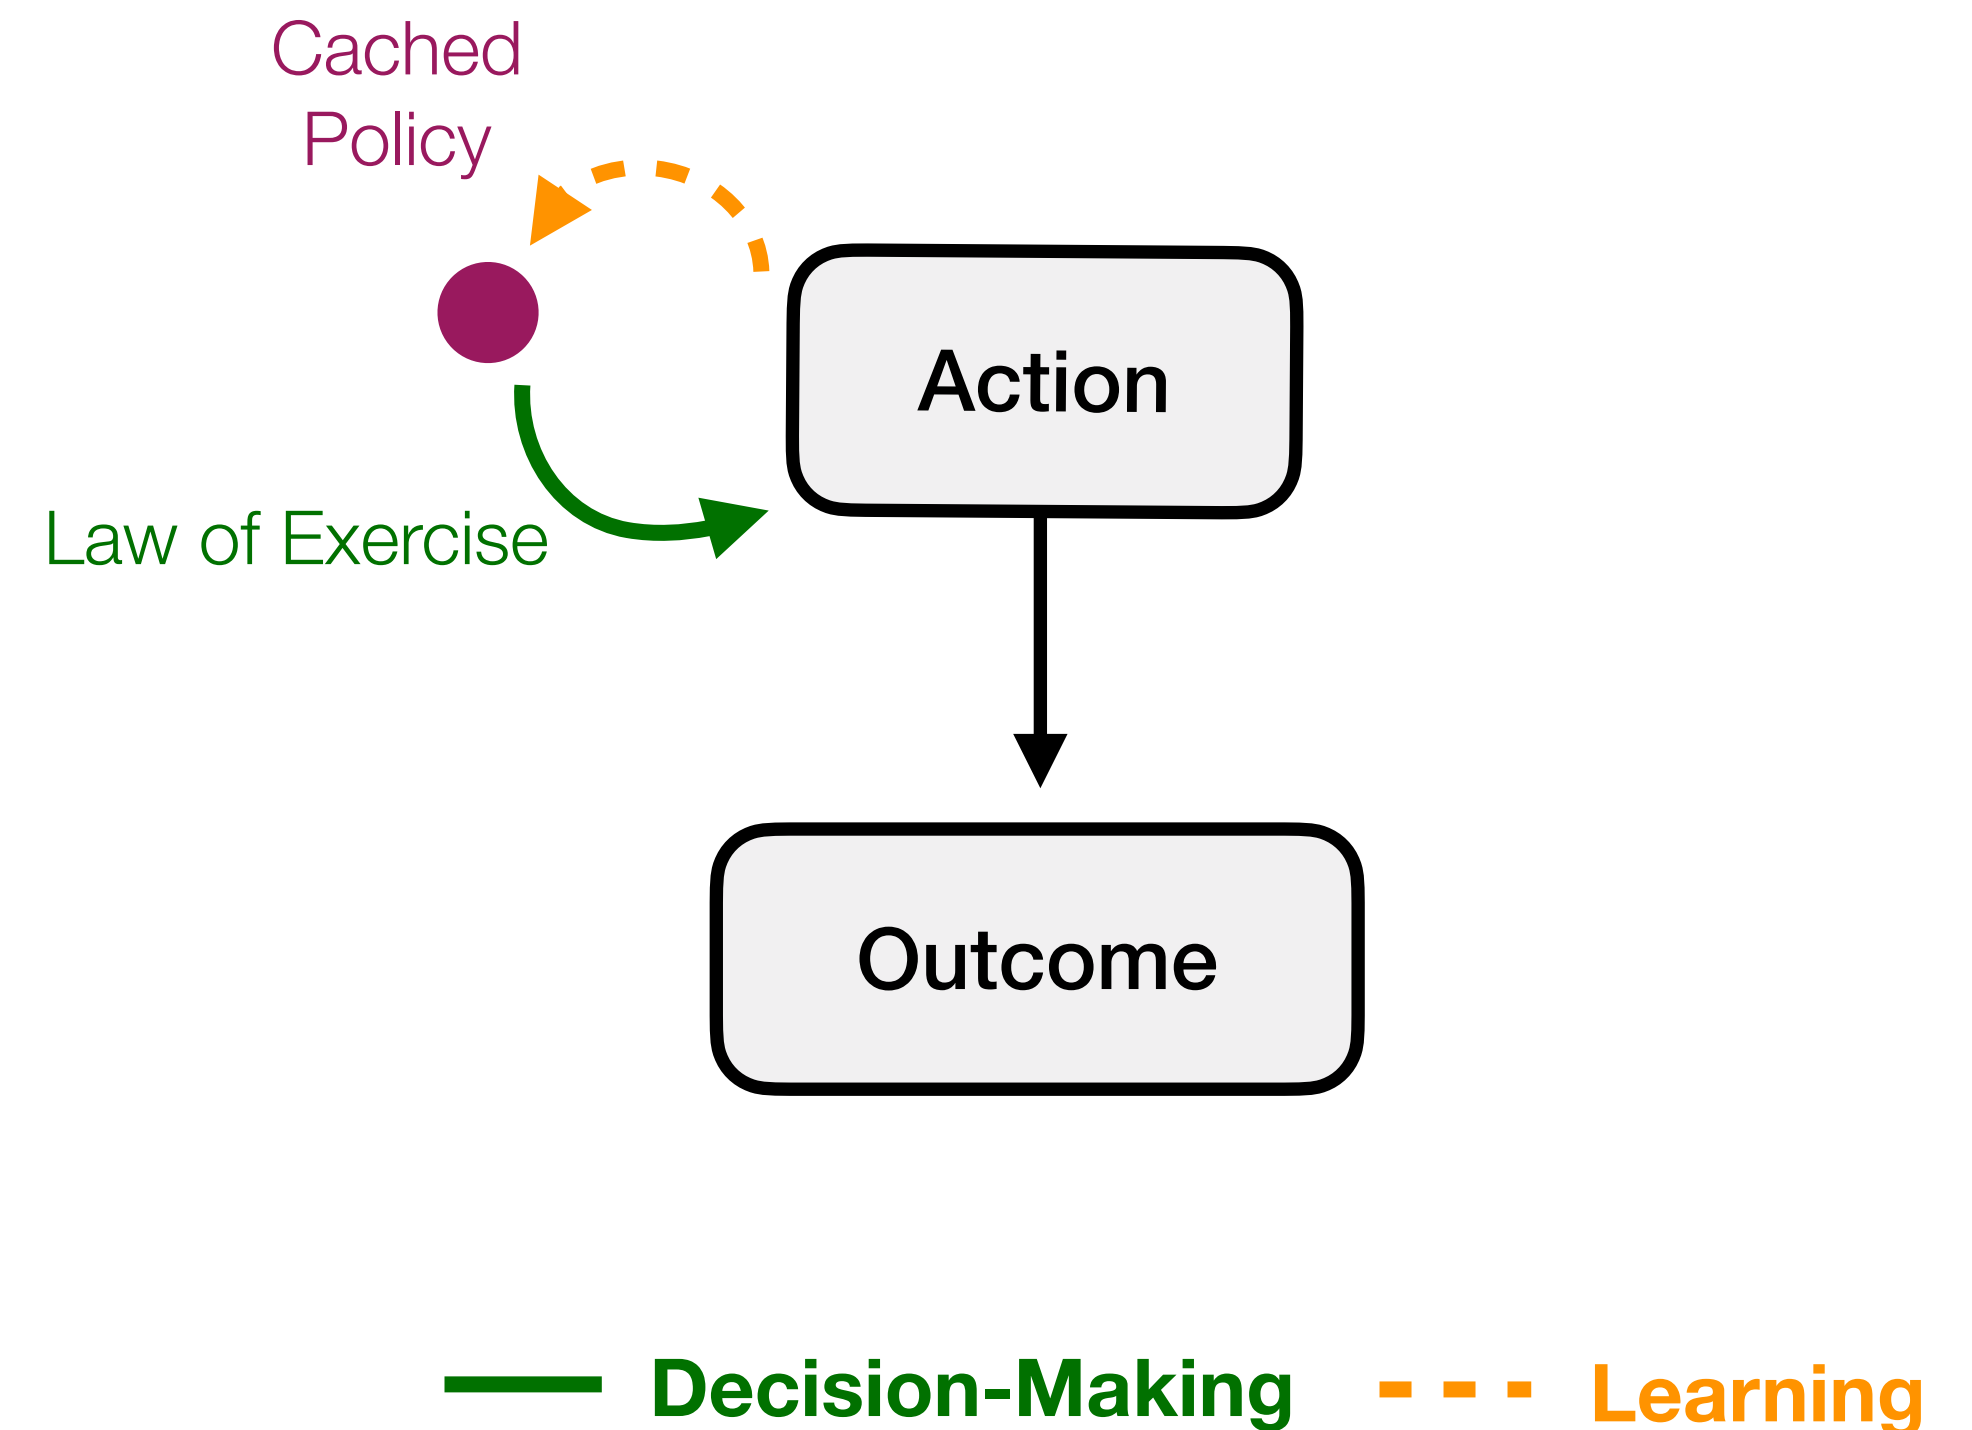 Cached
Policy
Action
Law of Exercise
Outcome
Decision-Making
Learning